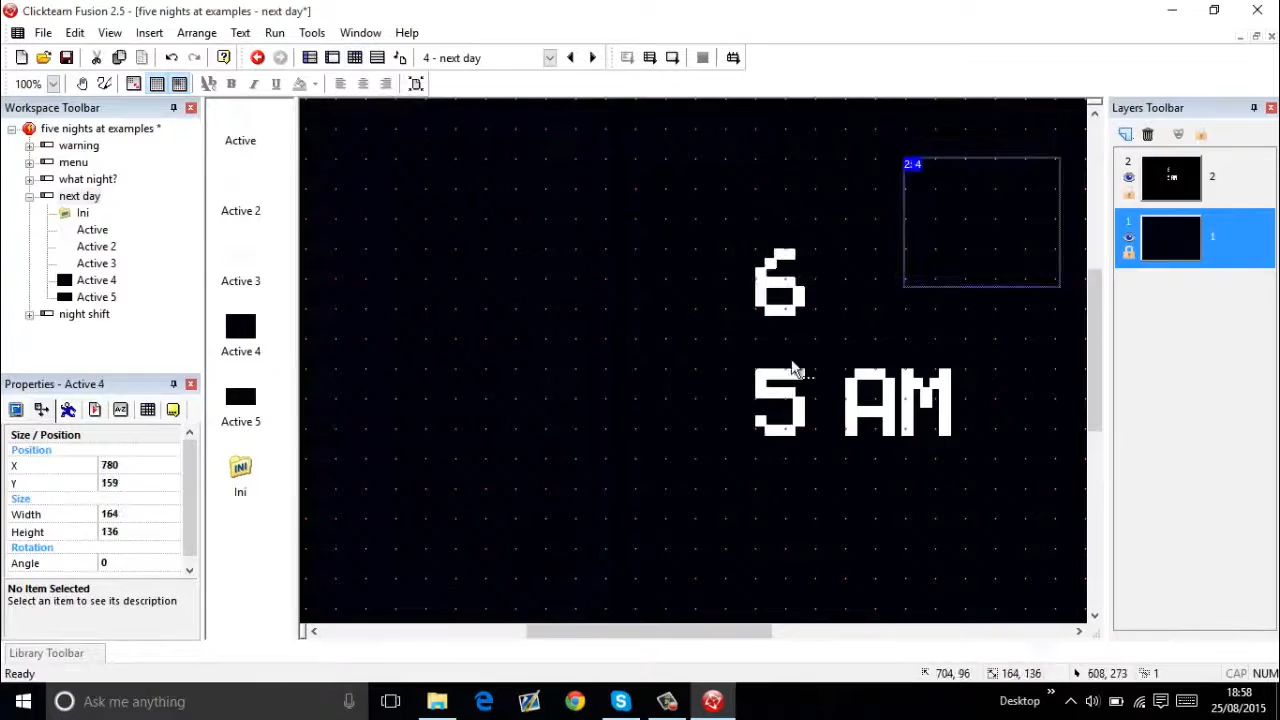 Clickteam Fusion 2.5 - [five nights at examples - next day*]
File Edit View Insert Arrange Text Run Tools Window Help
4 - next day
100%
Workspace Toolbar
five nights at examples *
warning
menu
what night?
next day
Ini
Active
Active 2
Active 3
Active 4
Active 5
night shift
Active
Active 2
Active 3
Active 4
Active 5
Ini
2: 4
6
5 AM
Layers Toolbar
2
2
1
1
Properties - Active 4
Size / Position
Position
X 780
Y 159
Size
Width 164
Height 136
Rotation
Angle 0
No Item Selected
Select an item to see its description
Library Toolbar
Ready
704, 96
164, 136
608, 273
1
CAP NUM
Ask me anything
Desktop
18:58
25/08/2015